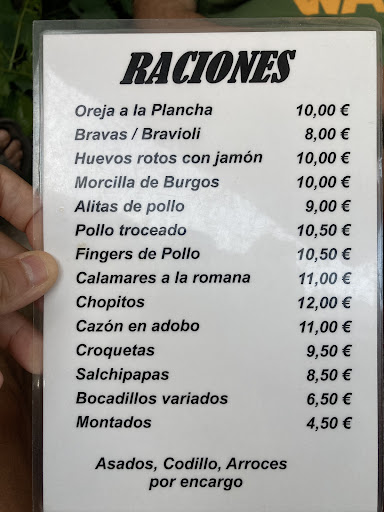 WA
RACIONES
Oreja a la Plancha 10,00 €
Bravas / Bravioli 8,00 €
Huevos rotos con jamón 10,00 €
Morcilla de Burgos 10,00 €
Alitas de pollo 9,00 €
Pollo troceado 10,50 €
Fingers de Pollo 10,50 €
Calamares a la romana 11,00 €
Chopitos 12,00 €
Cazón en adobo 11,00 €
Croquetas 9,50 €
Salchipapas 8,50 €
Bocadillos variados 6,50 €
Montados 4,50 €
Asados, Codillo, Arroces
por encargo